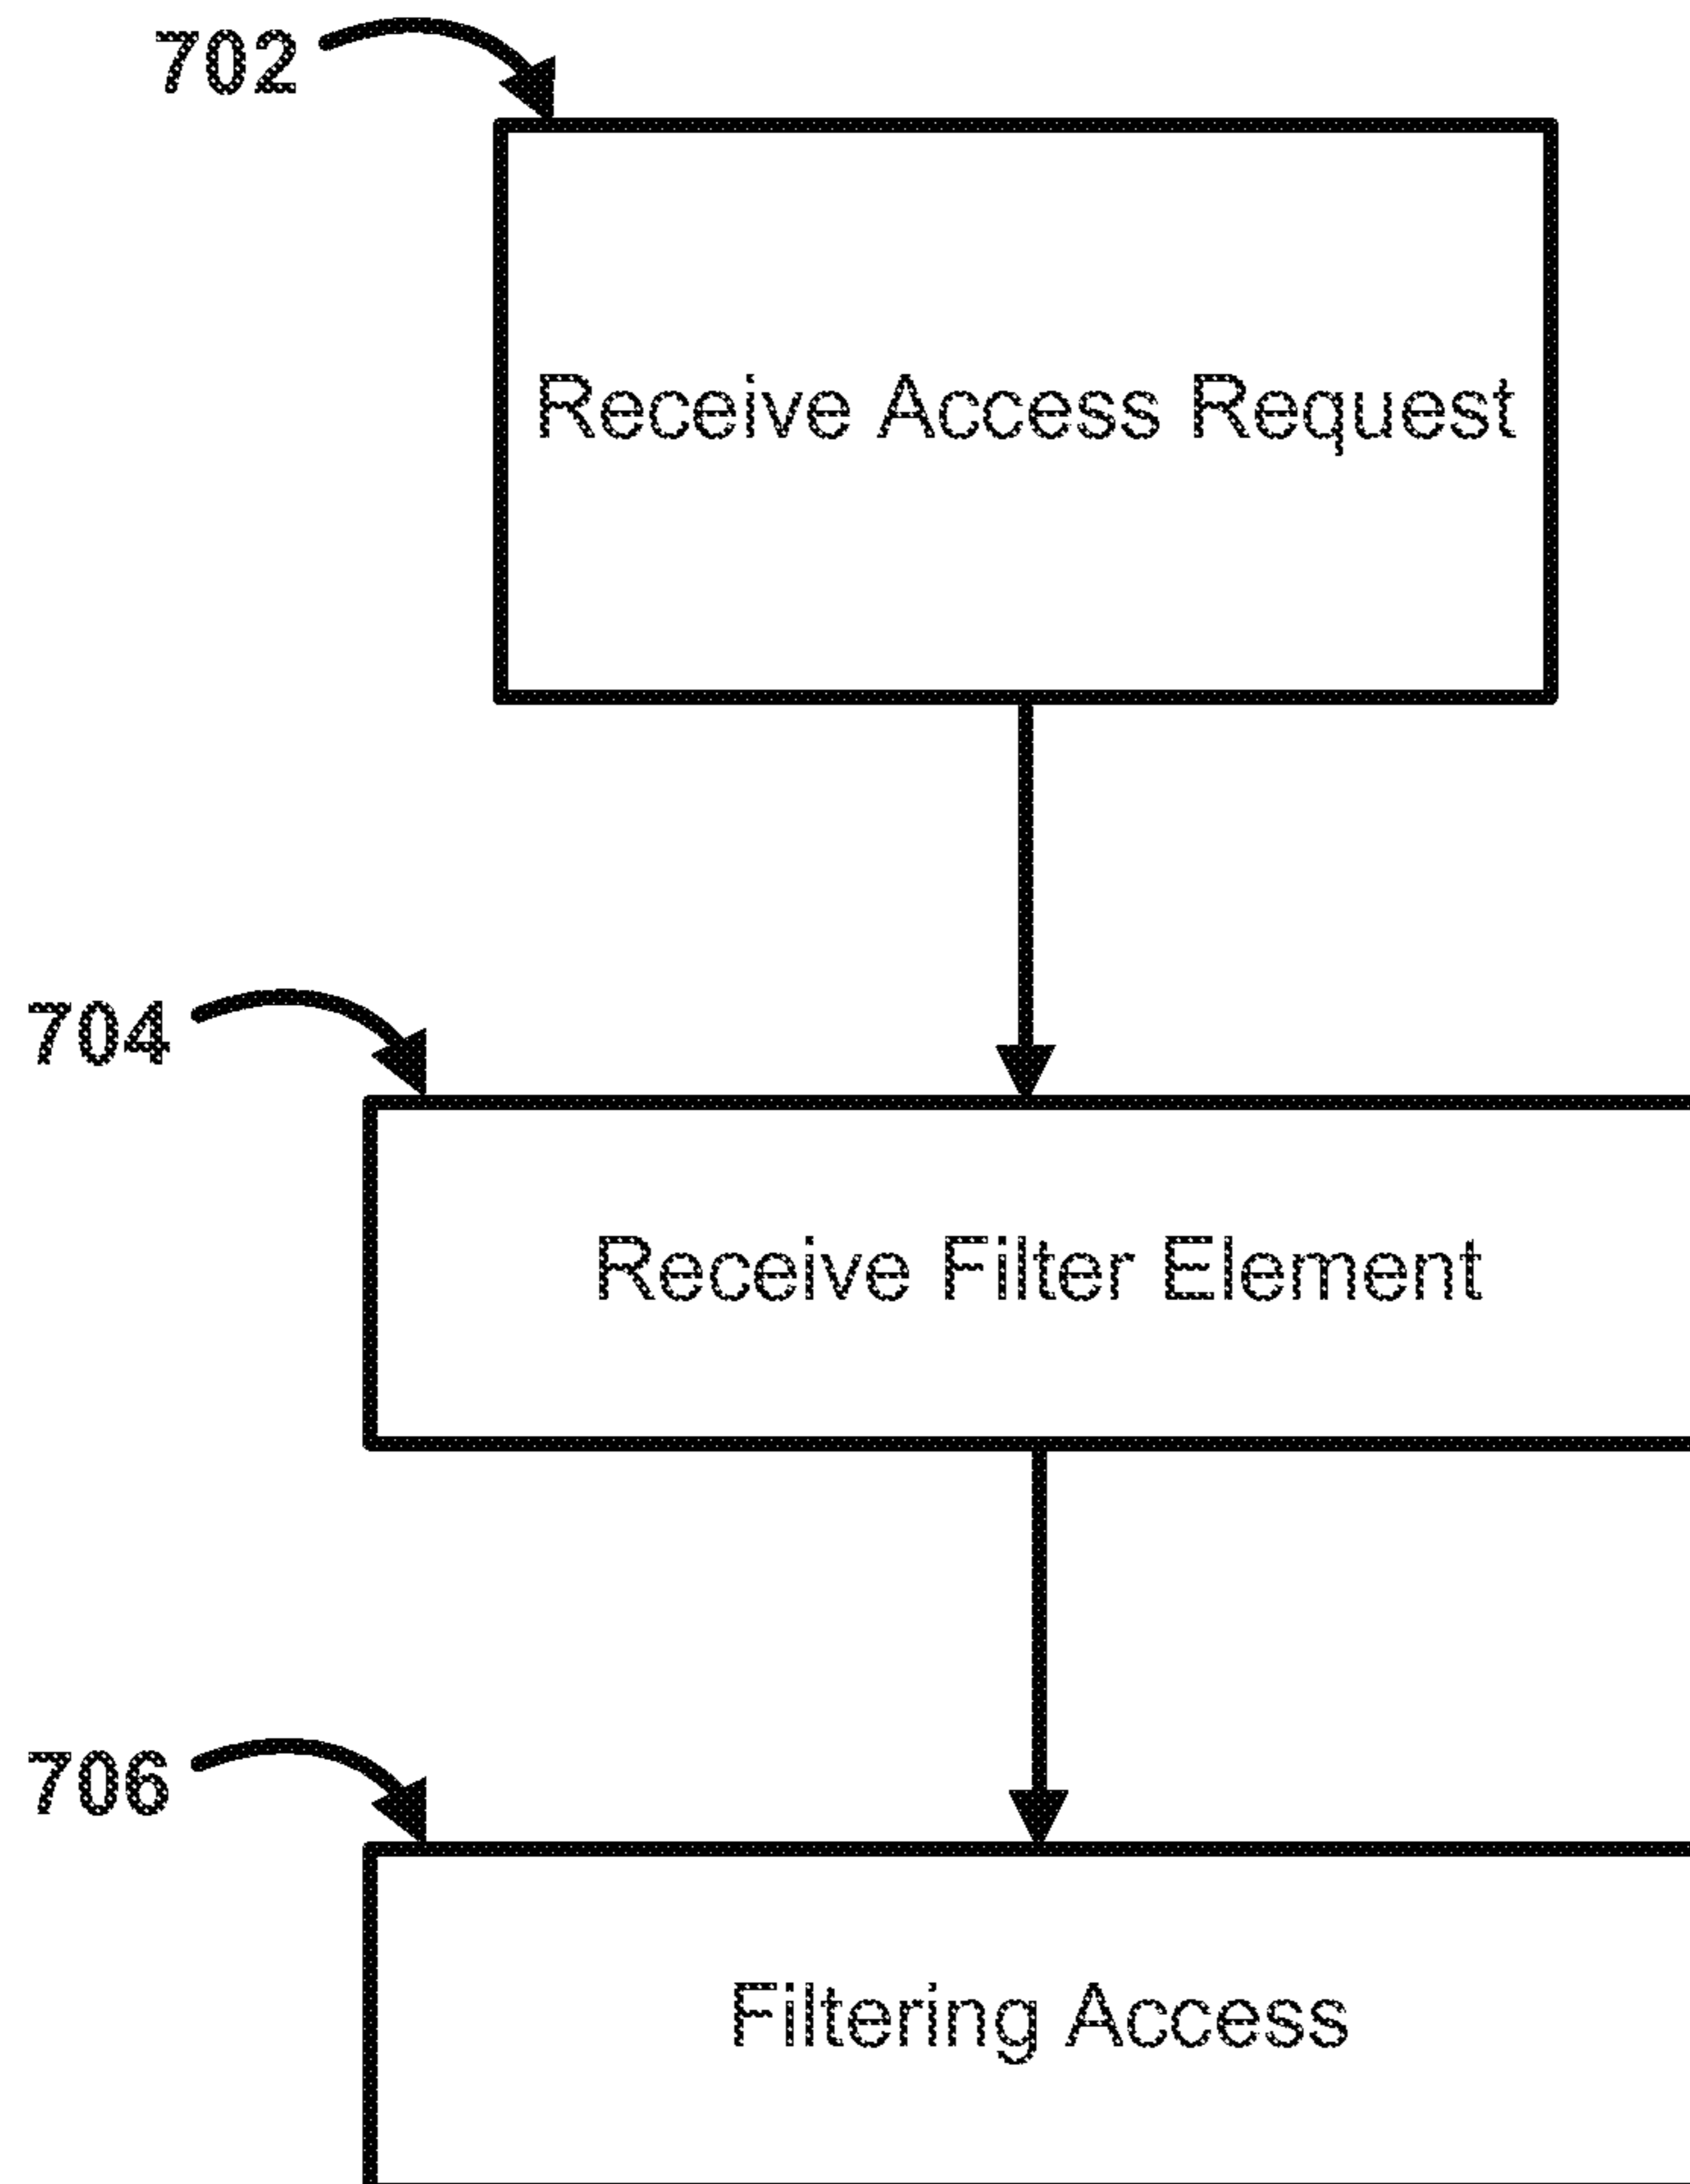 702
Receive Access Request
704
Receive Filter Element
706
Filtering Access